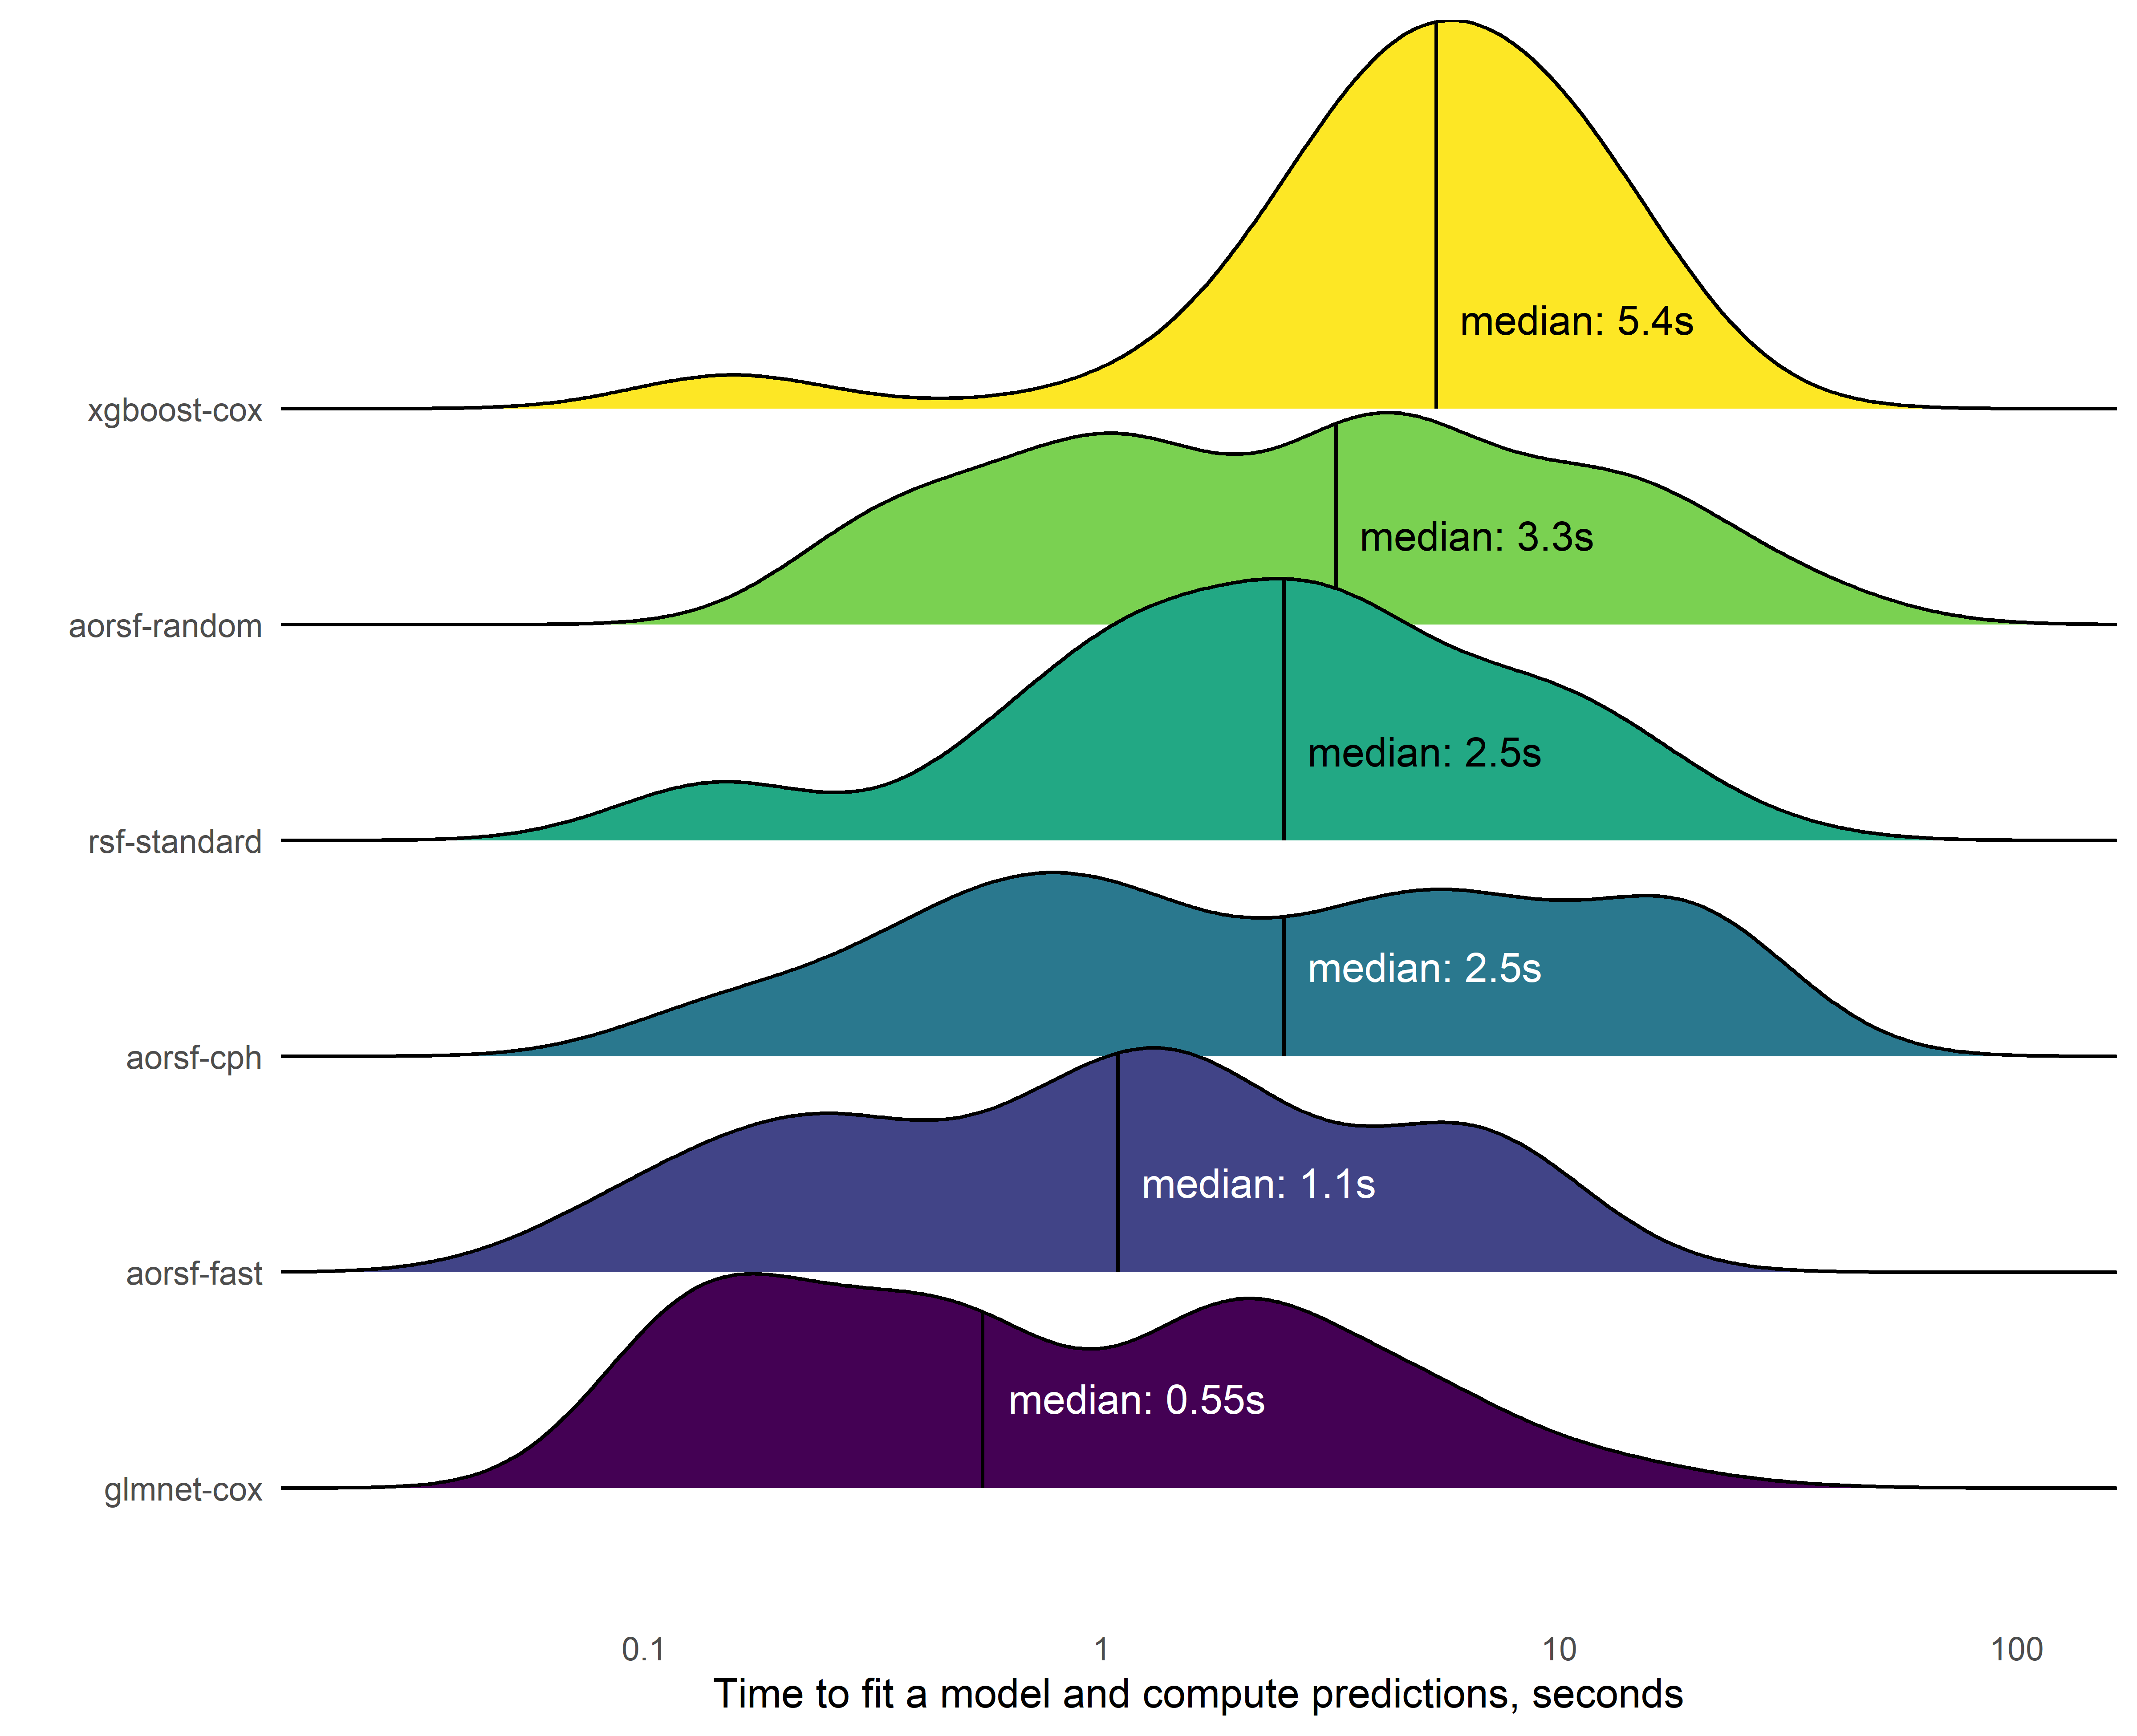 median: 5.4s
xgboost-cox
median: 3.3s
aorsf-random
median: 2.5s
rsf-standard
median: 2.5s
aorsf-cph
median: 1.1s
aorsf-fast
median: 0.55s
glmnet-cox
0.1 1 10 100
Time to fit a model and compute predictions, seconds